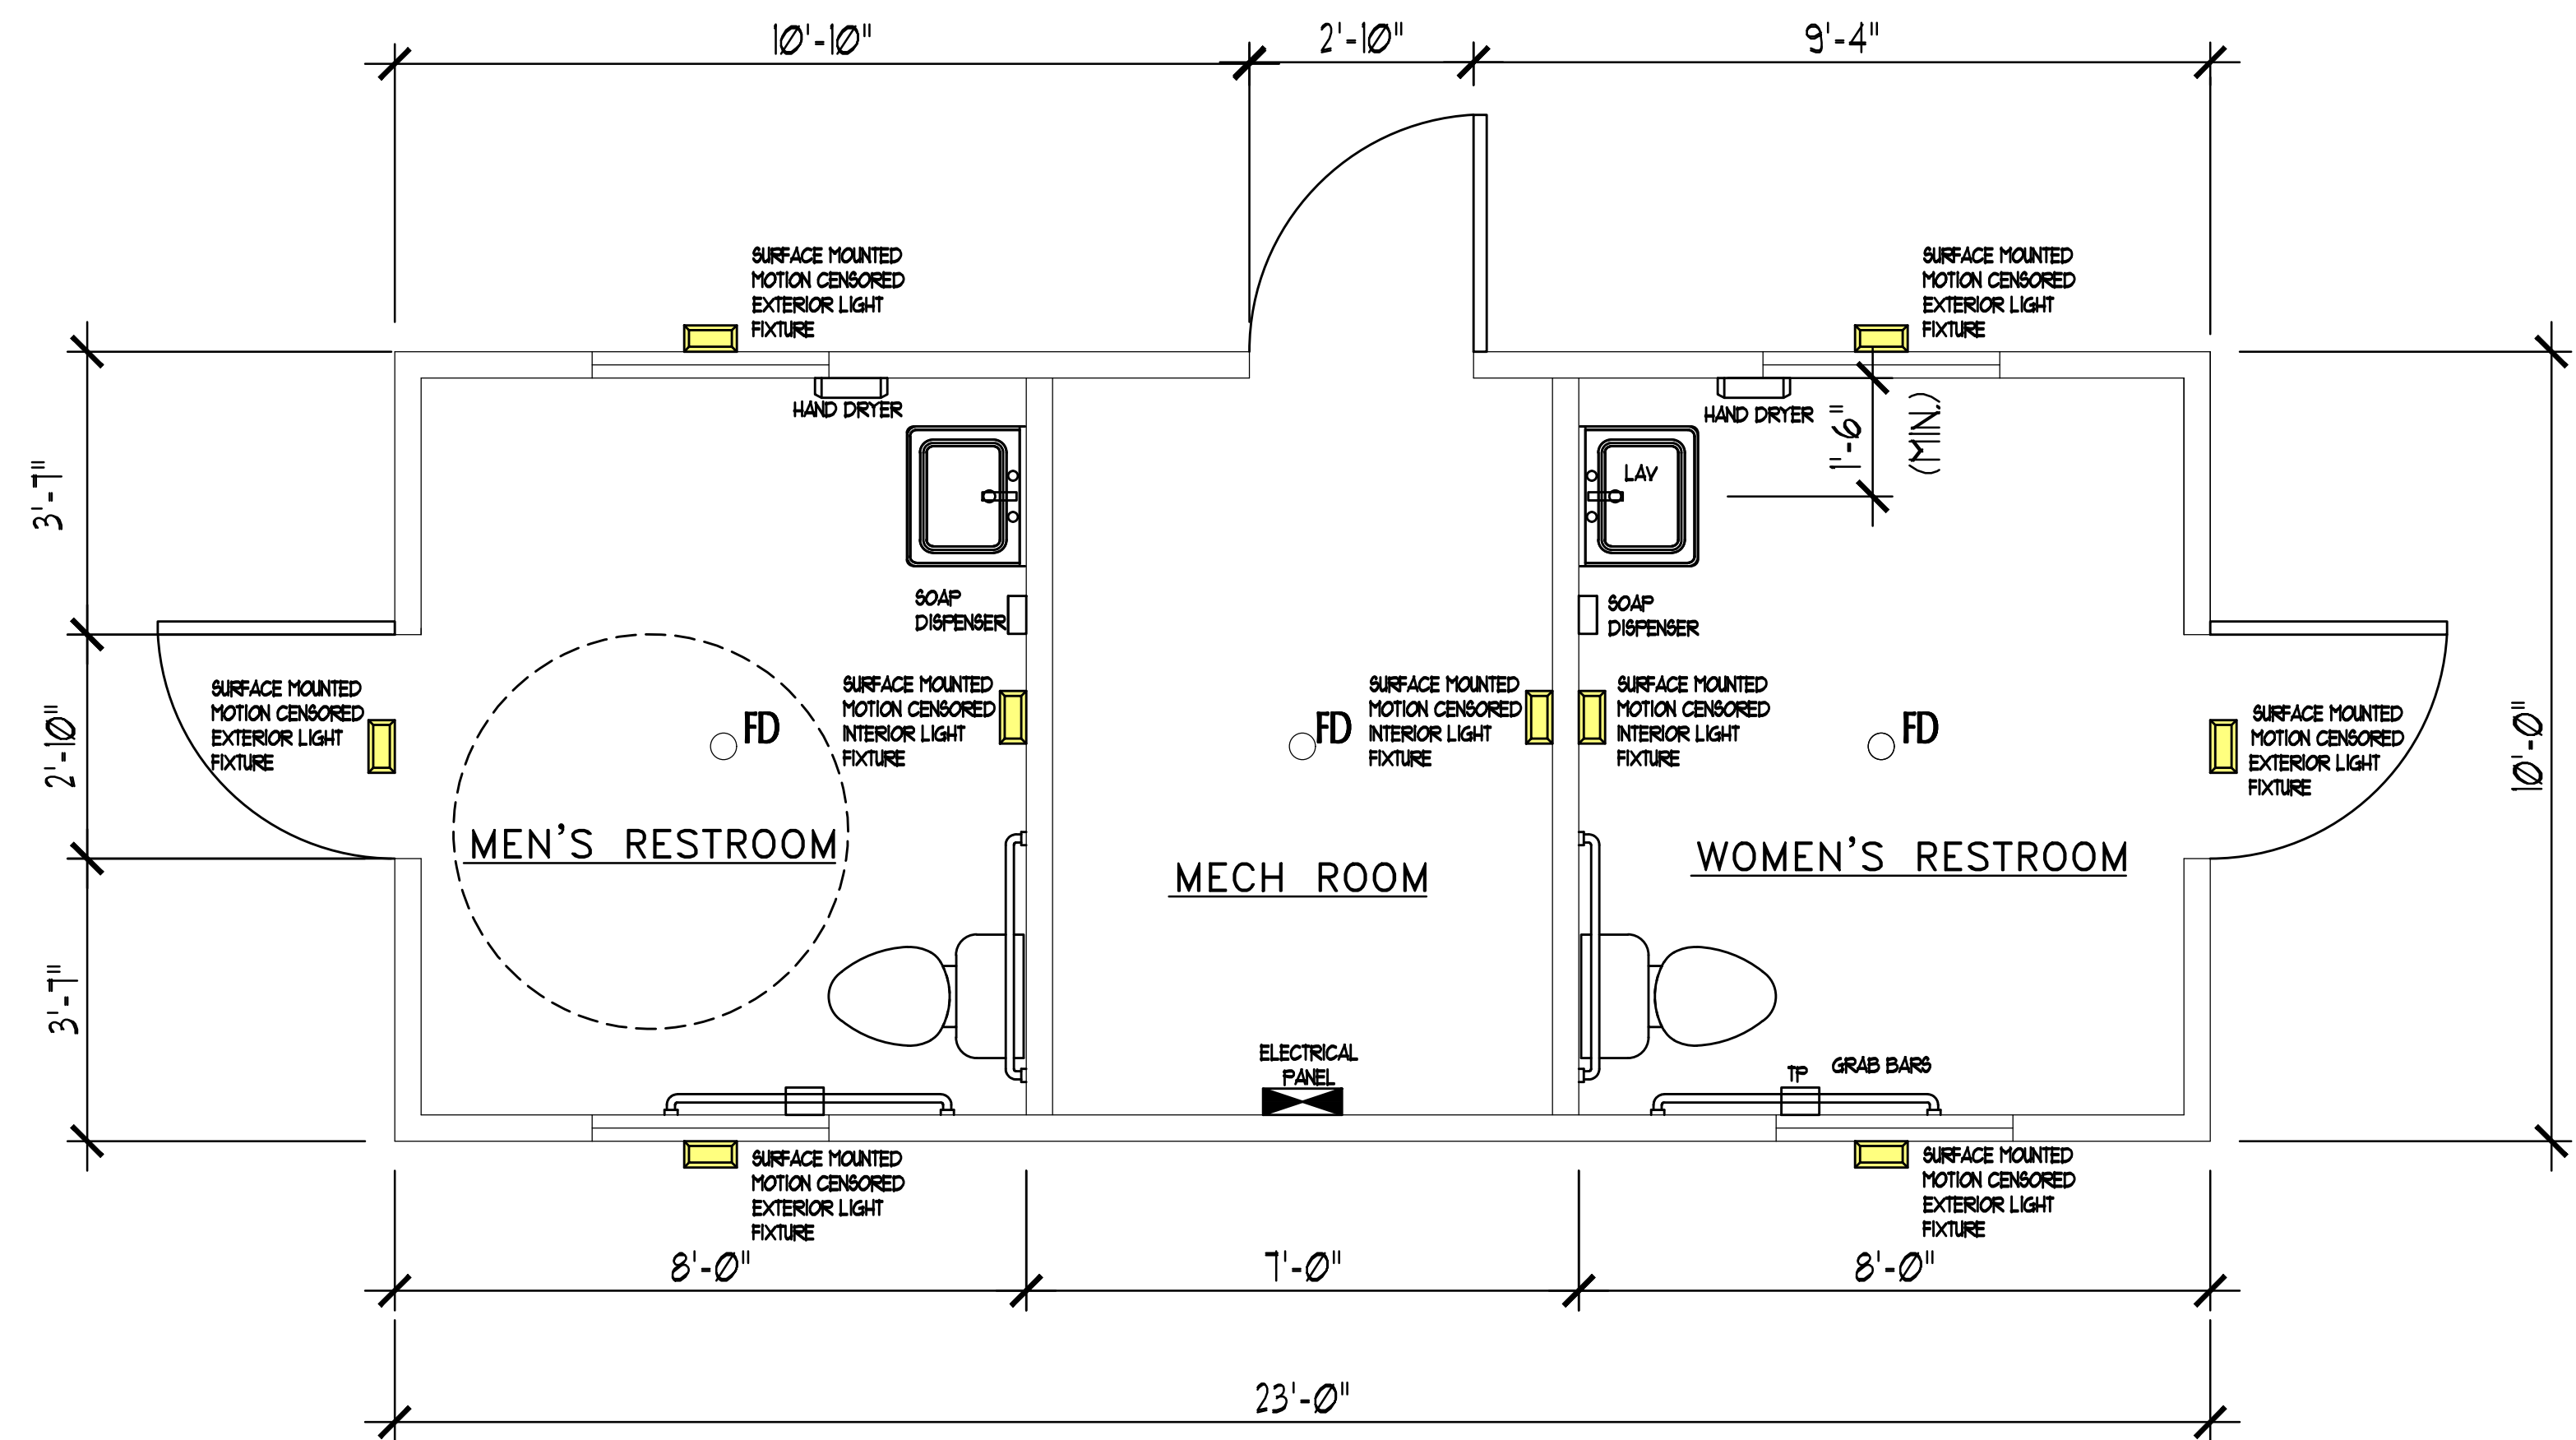 10'-10"
2'-10"
9'-4"
SURFACE MOUNTED
MOTION CENSORED
EXTERIOR LIGHT
FIXTURE
SURFACE MOUNTED
MOTION CENSORED
EXTERIOR LIGHT
FIXTURE
HAND DRYER
HAND DRYER
1'-6"
(MIN.)
3'-7"
LAV
SOAP
DISPENSER
SOAP
DISPENSER
SURFACE MOUNTED
MOTION CENSORED
EXTERIOR LIGHT
FIXTURE
SURFACE MOUNTED
MOTION CENSORED
INTERIOR LIGHT
FIXTURE
SURFACE MOUNTED
MOTION CENSORED
INTERIOR LIGHT
FIXTURE
SURFACE MOUNTED
MOTION CENSORED
INTERIOR LIGHT
FIXTURE
SURFACE MOUNTED
MOTION CENSORED
EXTERIOR LIGHT
FIXTURE
2'-10"
FD
FD
FD
10'-0"
MEN'S RESTROOM
MECH ROOM
WOMEN'S RESTROOM
3'-7"
ELECTRICAL
PANEL
TP
GRAB BARS
SURFACE MOUNTED
MOTION CENSORED
EXTERIOR LIGHT
FIXTURE
SURFACE MOUNTED
MOTION CENSORED
EXTERIOR LIGHT
FIXTURE
8'-0"
7'-0"
8'-0"
23'-0"